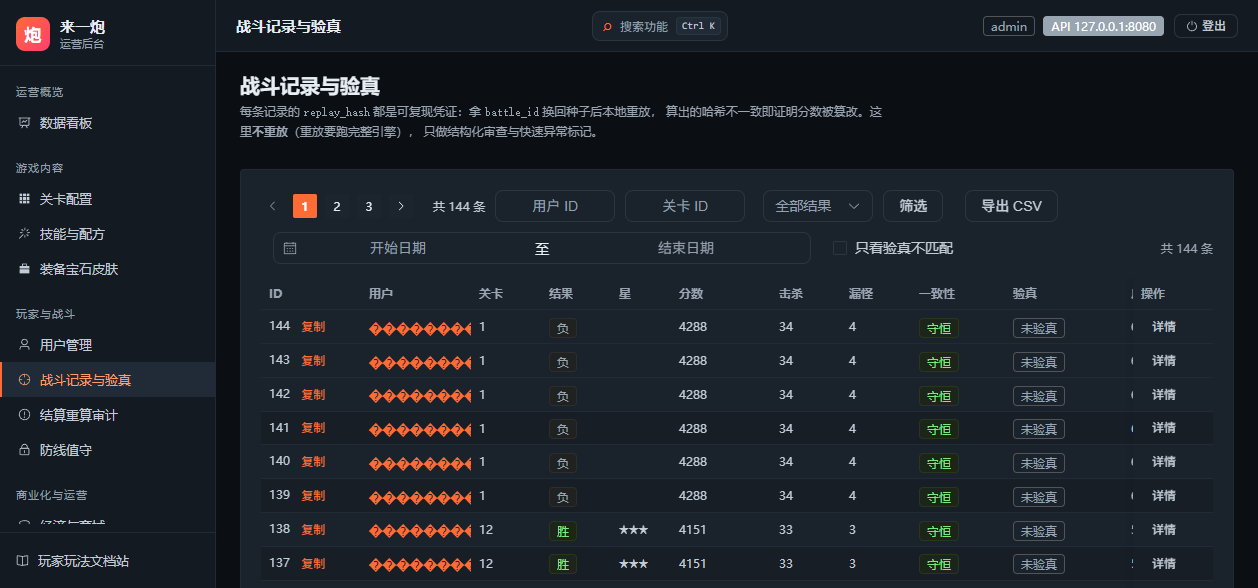 炮 来一炮
运营后台
战斗记录与验真
搜索功能 Ctrl K
admin
API 127.0.0.1:8080
登出
运营概览
数据看板
游戏内容
关卡配置
技能与配方
装备宝石皮肤
玩家与战斗
用户管理
战斗记录与验真
结算重算审计
防线值守
商业化与运营
玩家玩法文档站
战斗记录与验真
每条记录的 replay_hash 都是可复现凭证：拿 battle_id 换回种子后本地重放， 算出的哈希不一致即证明分数被篡改。这
里不重放（重放要跑完整引擎）， 只做结构化审查与快速异常标记。
1 2 3 共 144 条 用户 ID 关卡 ID 全部结果 筛选 导出 CSV
开始日期 至 结束日期 只看验真不匹配 共 144 条
ID 用户 关卡 结果 星 分数 击杀 漏怪 一致性 验真 操作
144 复制 �������� 1 负 4288 34 4 守恒 未验真 详情
143 复制 �������� 1 负 4288 34 4 守恒 未验真 详情
142 复制 �������� 1 负 4288 34 4 守恒 未验真 详情
141 复制 �������� 1 负 4288 34 4 守恒 未验真 详情
140 复制 �������� 1 负 4288 34 4 守恒 未验真 详情
139 复制 �������� 1 负 4288 34 4 守恒 未验真 详情
138 复制 �������� 12 胜 ★★★ 4151 33 3 守恒 未验真 详情
137 复制 �������� 12 胜 ★★★ 4151 33 3 守恒 未验真 详情